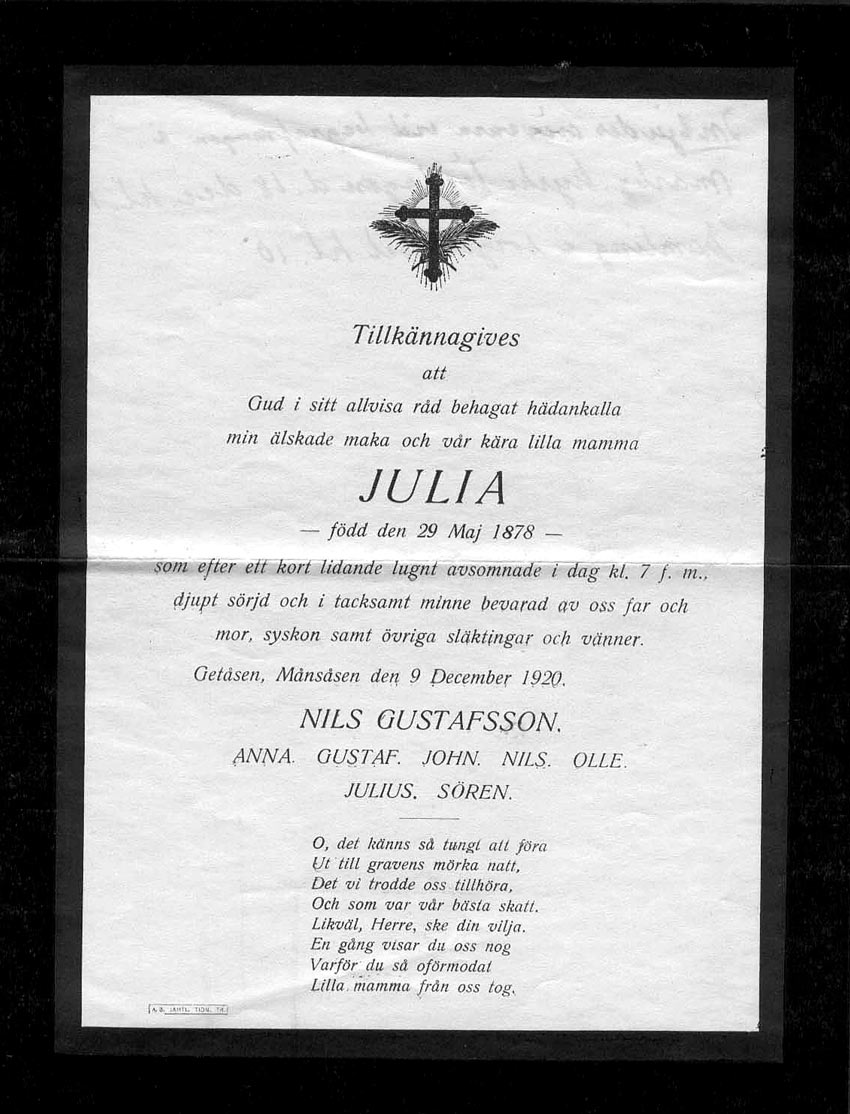 Tillkännagives
att
Gud i sitt allvisa råd behagat hädankalla
min älskade maka och vår kära lilla mamma
JULIA
— född den 29 Maj 1878 —
som efter ett kort lidande lugnt avsomnade i dag kl. 7 f. m.,
djupt sörjd och i tacksamt minne bevarad av oss far och
mor, syskon samt övriga släktingar och vänner.
Getåsen, Månsåsen den 9 December 1920.
NILS GUSTAFSSON.
ANNA. GUSTAF. JOHN. NILS. OLLE.
JULIUS. SÖREN.
O, det känns så tungt att föra
Ut till gravens mörka natt,
Det vi trodde oss tillhöra,
Och som var vår bästa skatt.
Likväl, Herre, ske din vilja.
En gång visar du oss nog
Varför du så oförmodat
Lilla mamma från oss tog.
A. B. JÄMTL. TIDN. TR.